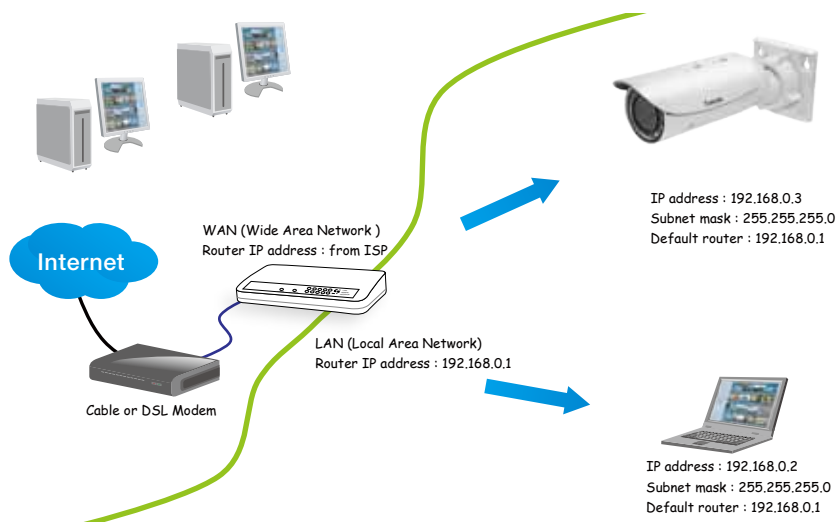 WAN (Wide Area Network )
Router IP address : from ISP
Internet
LAN (Local Area Network)
Router IP address : 192.168.0.1
Cable or DSL Modem
IP address : 192.168.0.3
Subnet mask : 255.255.255.0
Default router : 192.168.0.1
IP address : 192.168.0.2
Subnet mask : 255.255.255.0
Default router : 192.168.0.1